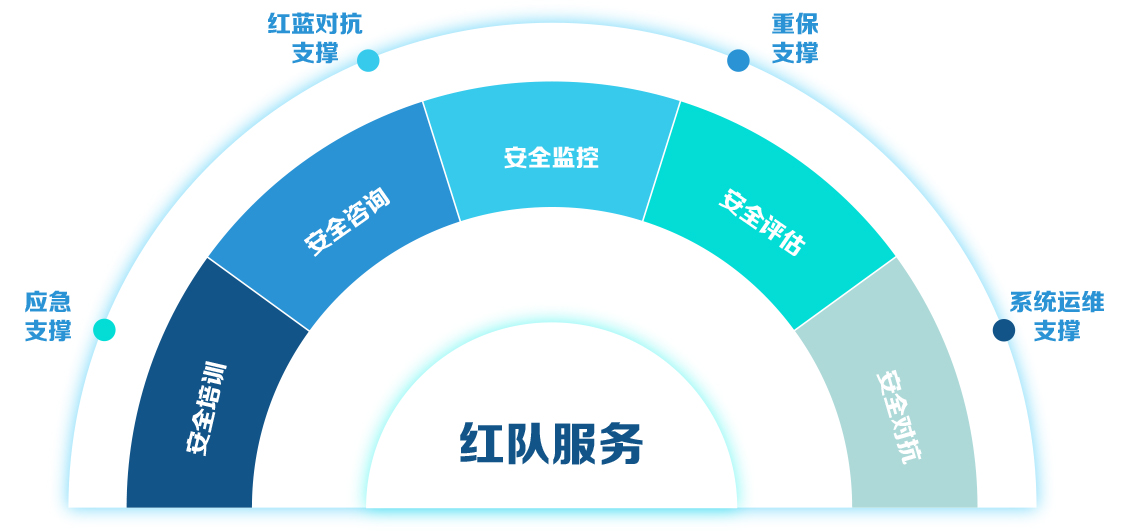 红蓝对抗
支撑
重保
支撑
安全监控
安全咨询
安全评估
应急
支撑
系统运维
支撑
安全培训
安全对抗
红队服务